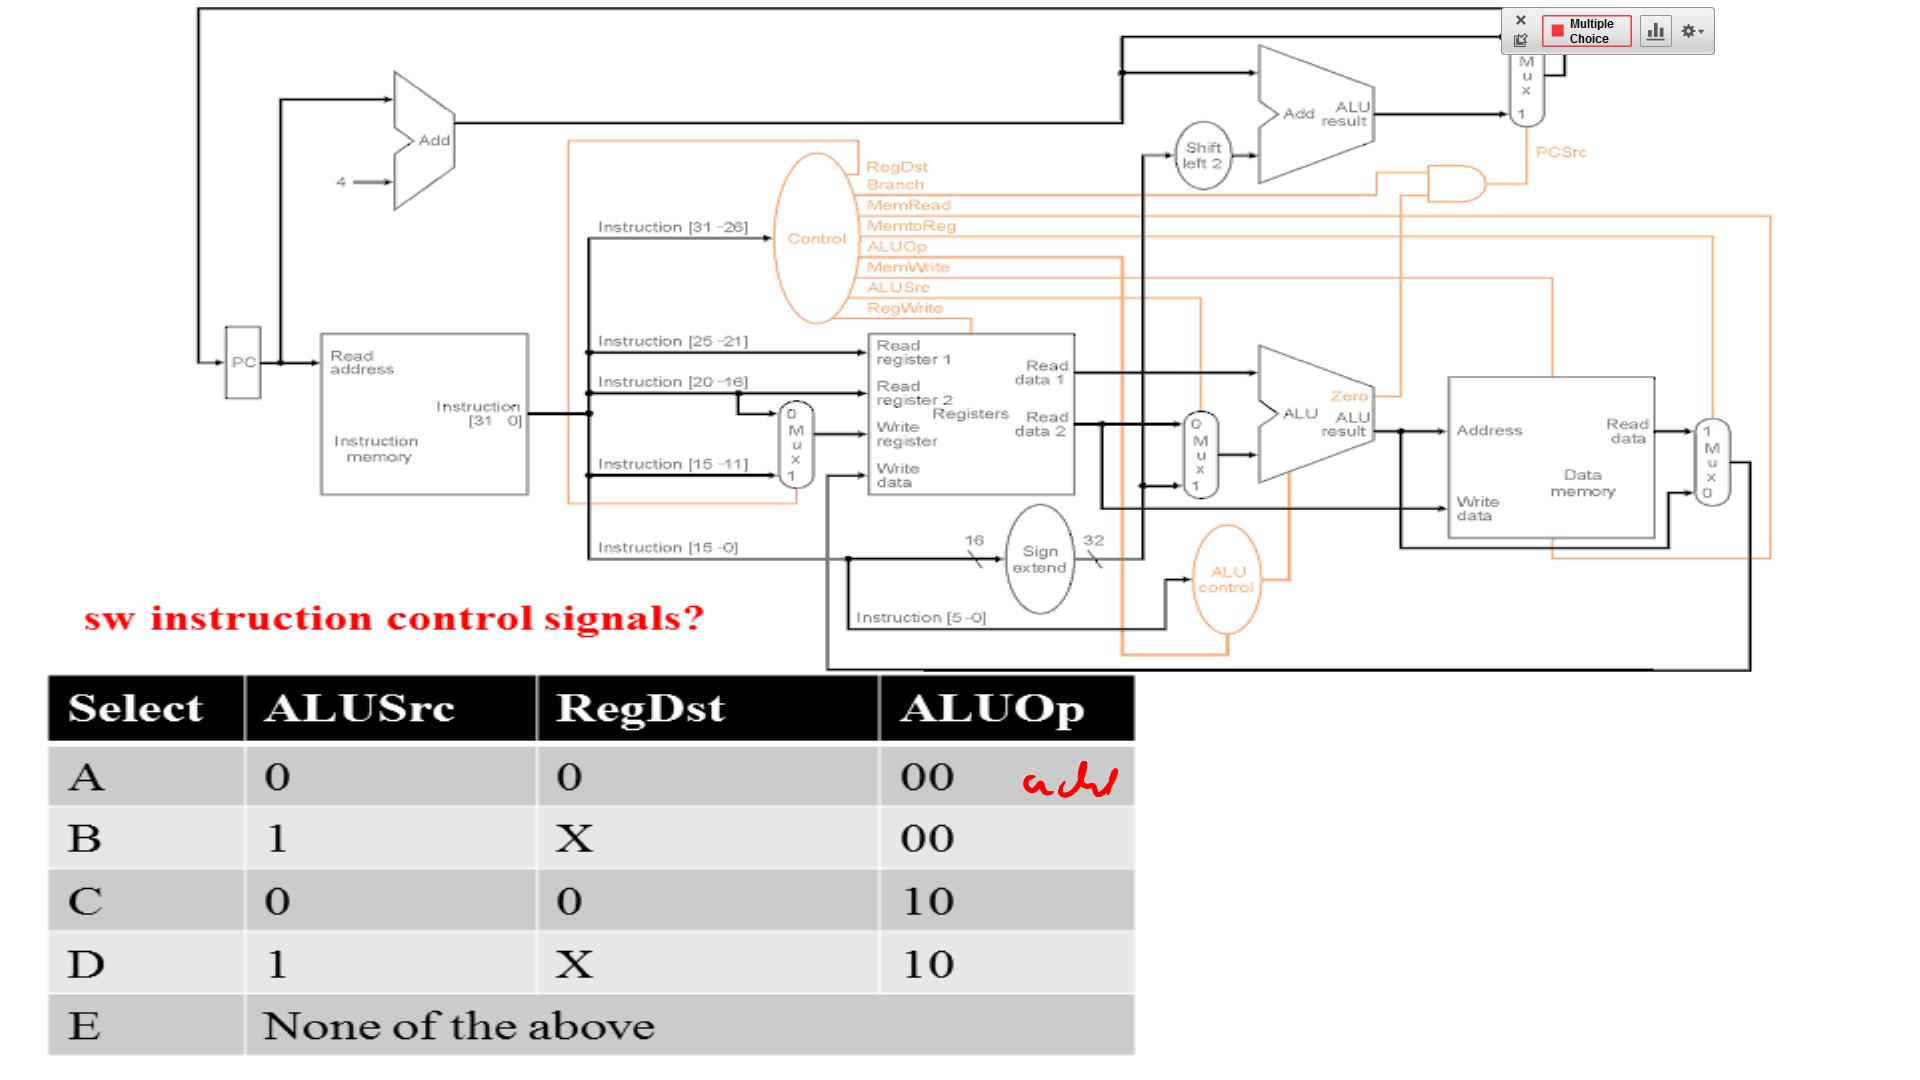 Multiple
Choice
M
u
x
1
Add
ALU
result
Add
4
Shift
left 2
PCSrc
RegDst
Branch
MemRead
MemtoReg
ALUOp
MemWrite
ALUSrc
RegWrite
Control
Instruction [31-26]
PC
Read
address
Instruction
[31 0]
Instruction
memory
Instruction [25-21]
Instruction [20-16]
Instruction [15-11]
Instruction [15-0]
0
M
u
x
1
Read
register 1
Read
register 2
Write
register
Write
data
Registers
Read
data 1
Read
data 2
0
M
u
x
1
Zero
ALU
ALU
result
Address
Write
data
Read
data
Data
memory
1
M
u
x
0
16
Sign
extend
32
ALU
control
Instruction [5-0]
sw instruction control signals?
Select ALUSrc RegDst ALUOp
A 0 0 00 add
B 1 X 00
C 0 0 10
D 1 X 10
E None of the above